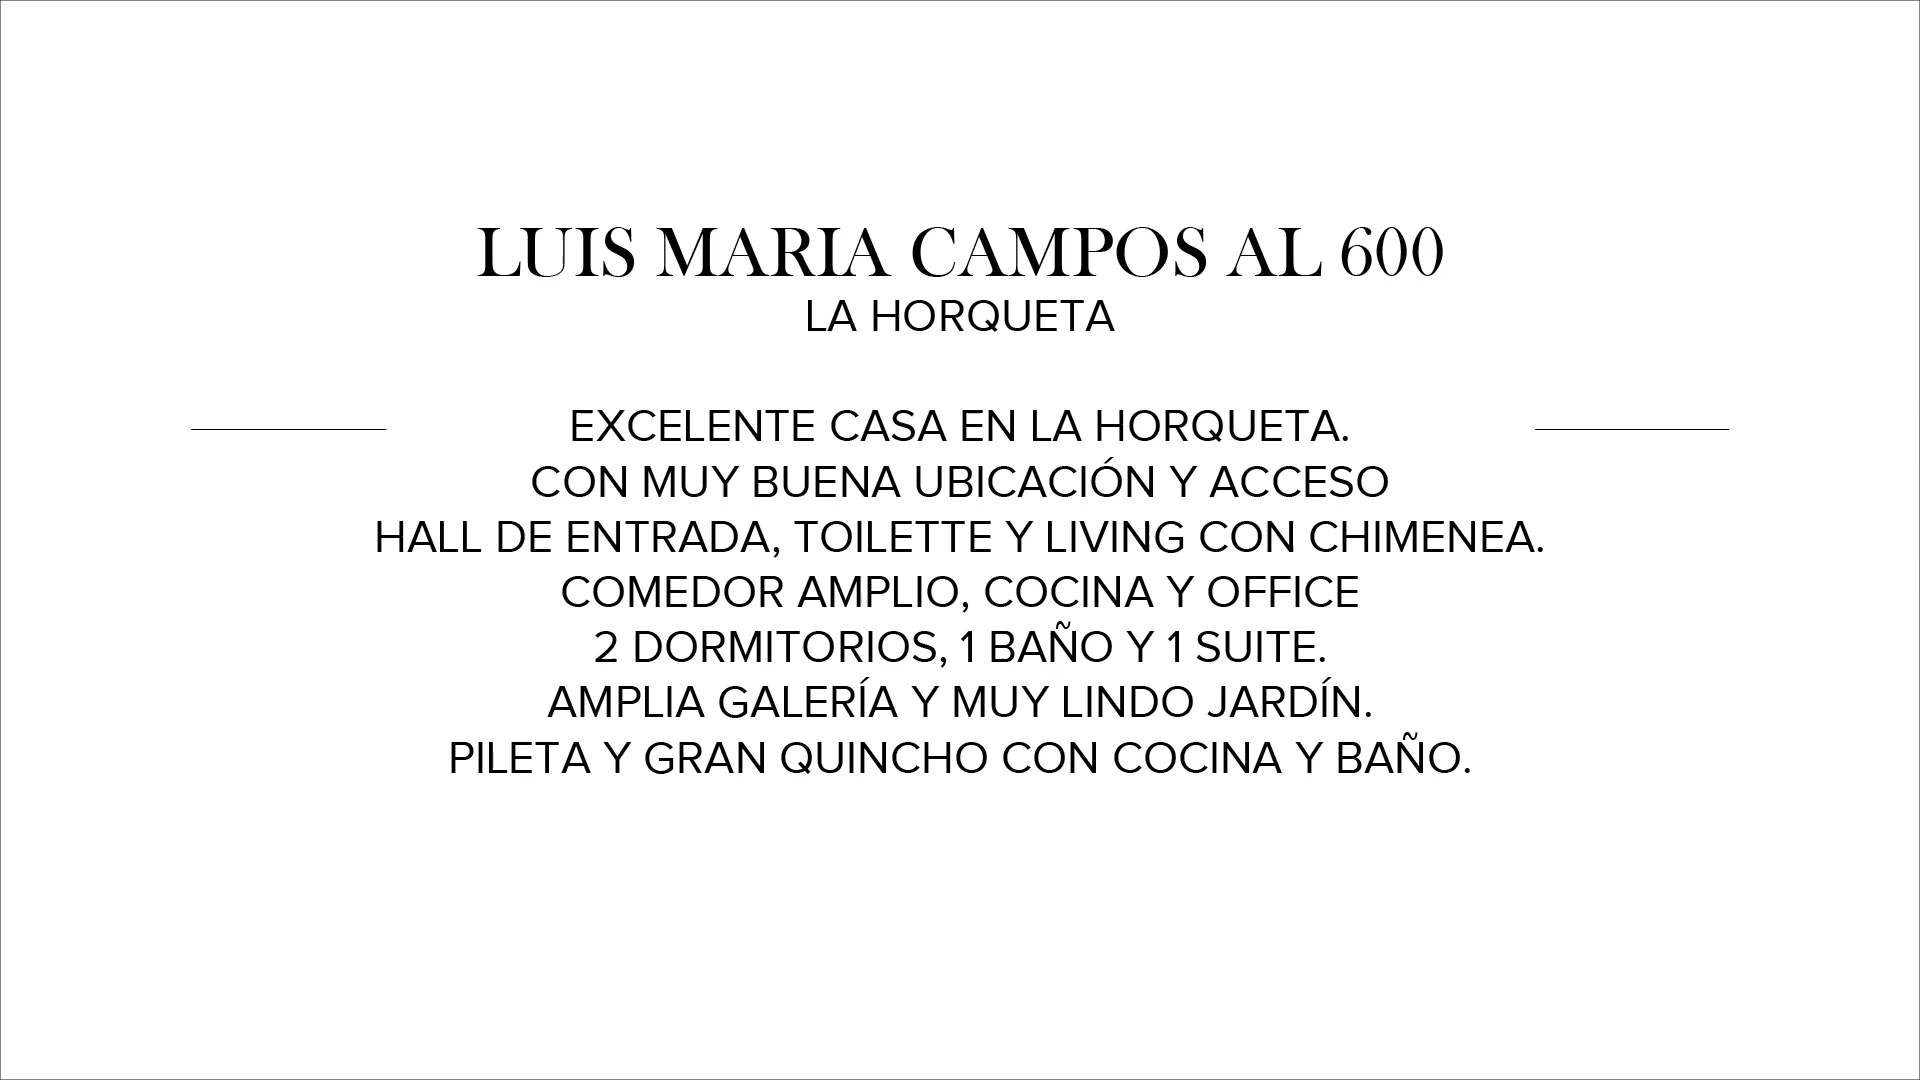 LUIS MARIA CAMPOS AL 600
LA HORQUETA
EXCELENTE CASA EN LA HORQUETA.
CON MUY BUENA UBICACIÓN Y ACCESO
HALL DE ENTRADA, TOILETTE Y LIVING CON CHIMENEA.
COMEDOR AMPLIO, COCINA Y OFFICE
2 DORMITORIOS, 1 BAÑO Y 1 SUITE.
AMPLIA GALERÍA Y MUY LINDO JARDÍN.
PILETA Y GRAN QUINCHO CON COCINA Y BAÑO.